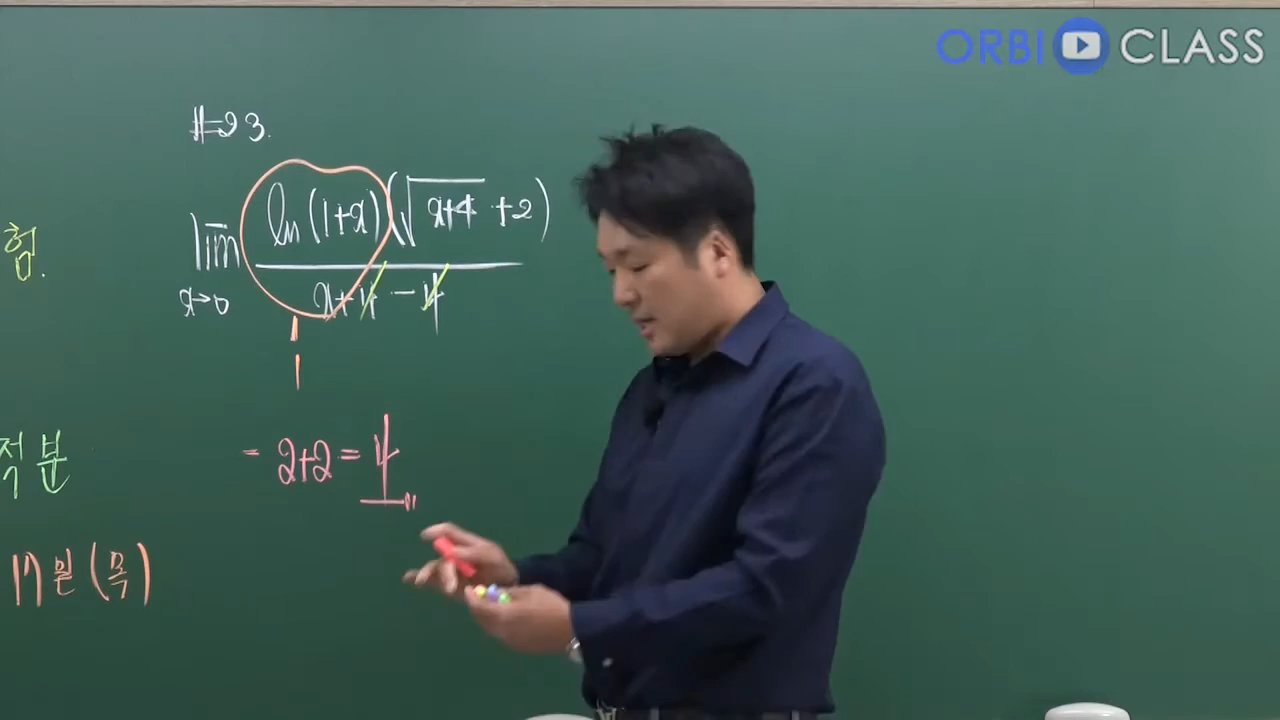 ORBI CLASS
#23.
lim x→0 ln(1+x)(√x+4 +2) / x+4-4
험.
1
적분
= 2+2 = 4
17일(목)